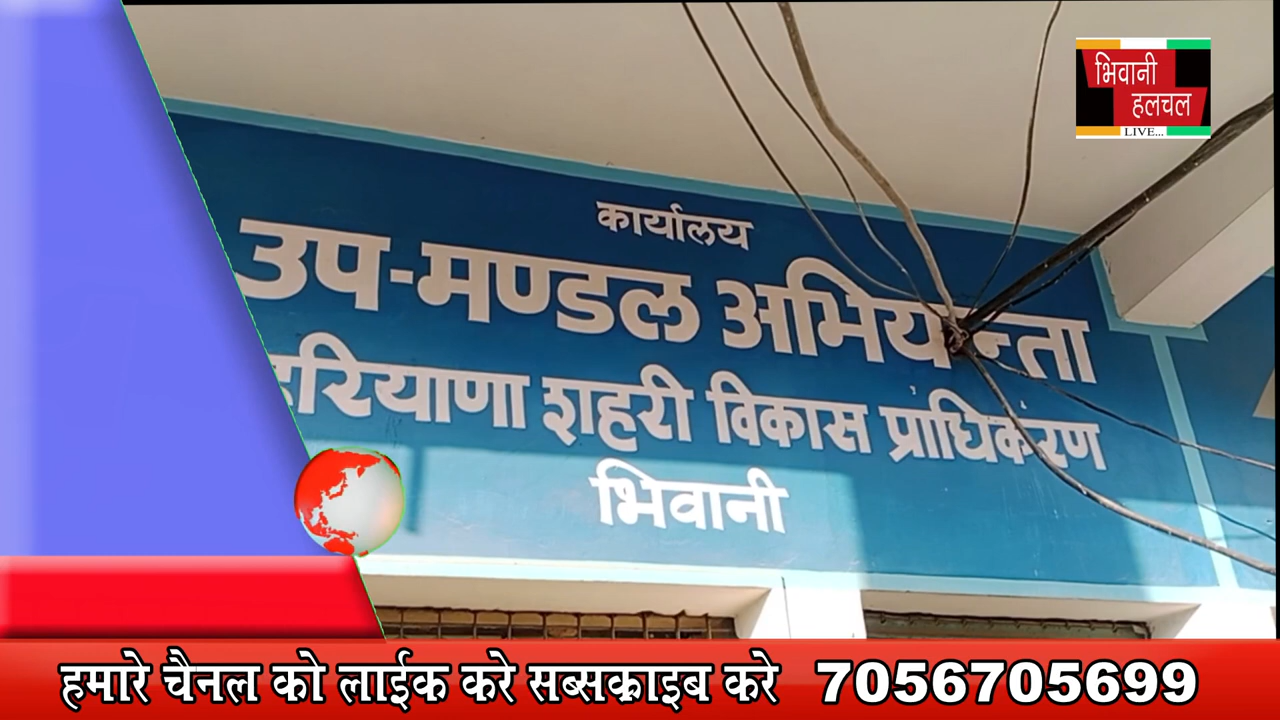 भिवानी
हलचल
LIVE...
कार्यालय
उप-मण्डल अभियन्ता
हरियाणा शहरी विकास प्राधिकरण
भिवानी
हमारे चैनल को लाईक करे सब्सक्राइब करे 7056705699